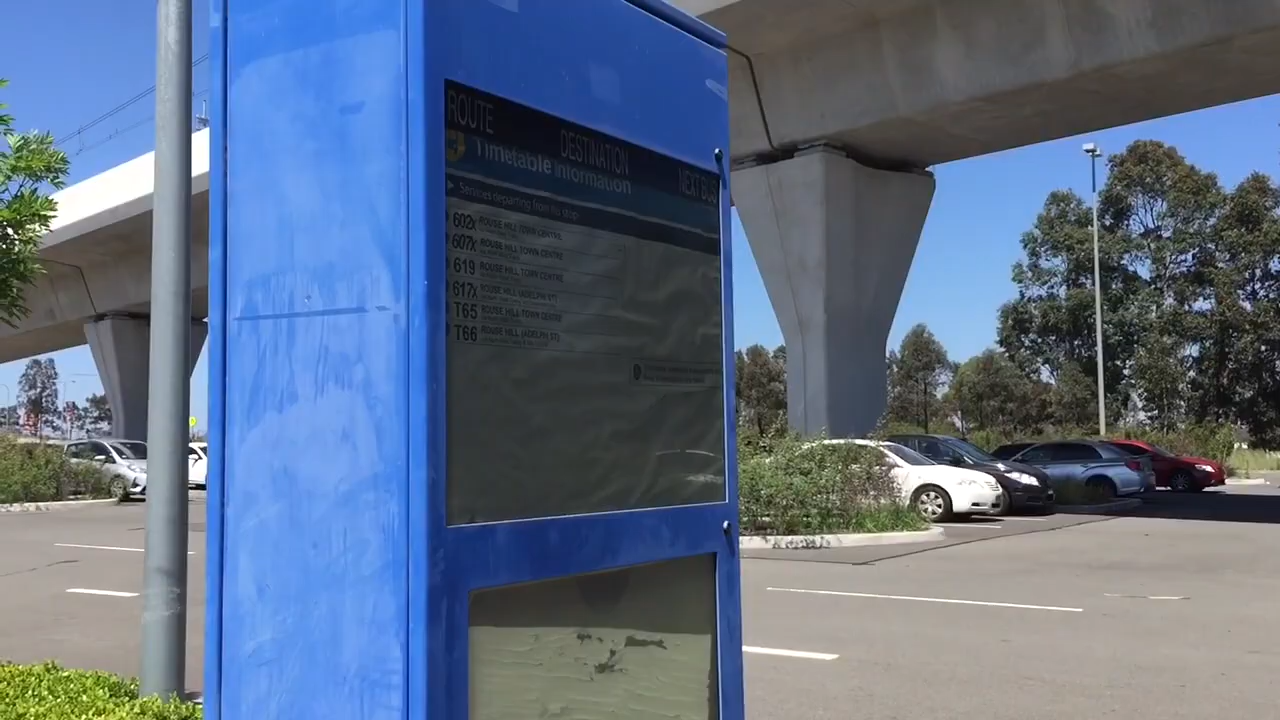 ROUTE
DESTINATION
NEXT BUS
Timetable information
Services departing from this stop:
602X ROUSE HILL TOWN CENTRE
607X ROUSE HILL TOWN CENTRE
619 ROUSE HILL TOWN CENTRE
617X ROUSE HILL (ADELPHI ST)
T65 ROUSE HILL TOWN CENTRE
T66 ROUSE HILL (ADELPHI ST)